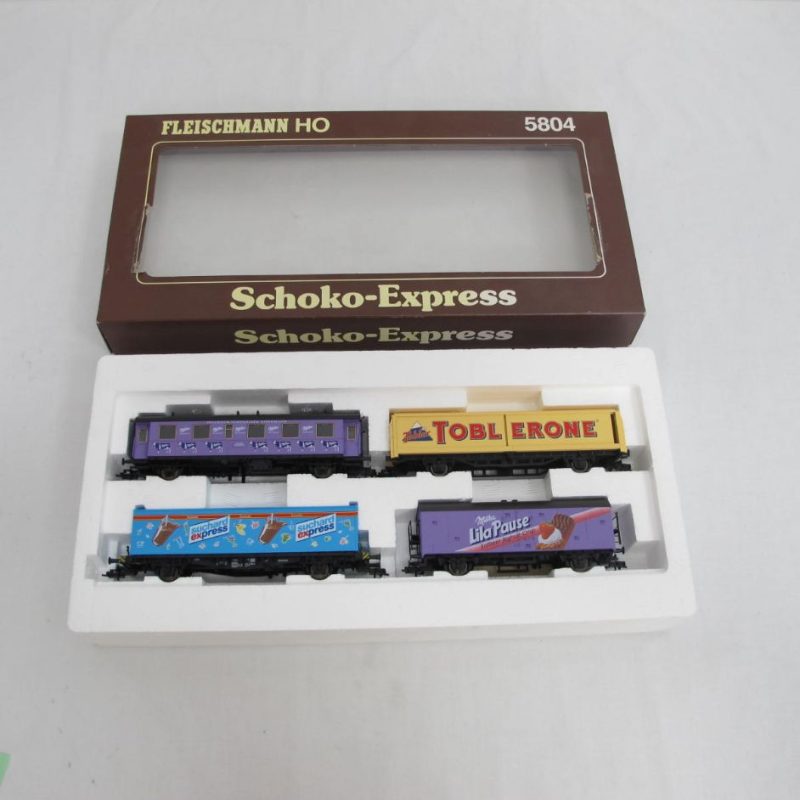 FLEISCHMANN HO
5804
Schoko-Express
Schoko-Express
TOBLERONE
suchard
express
suchard
express
Milka
Lila Pause